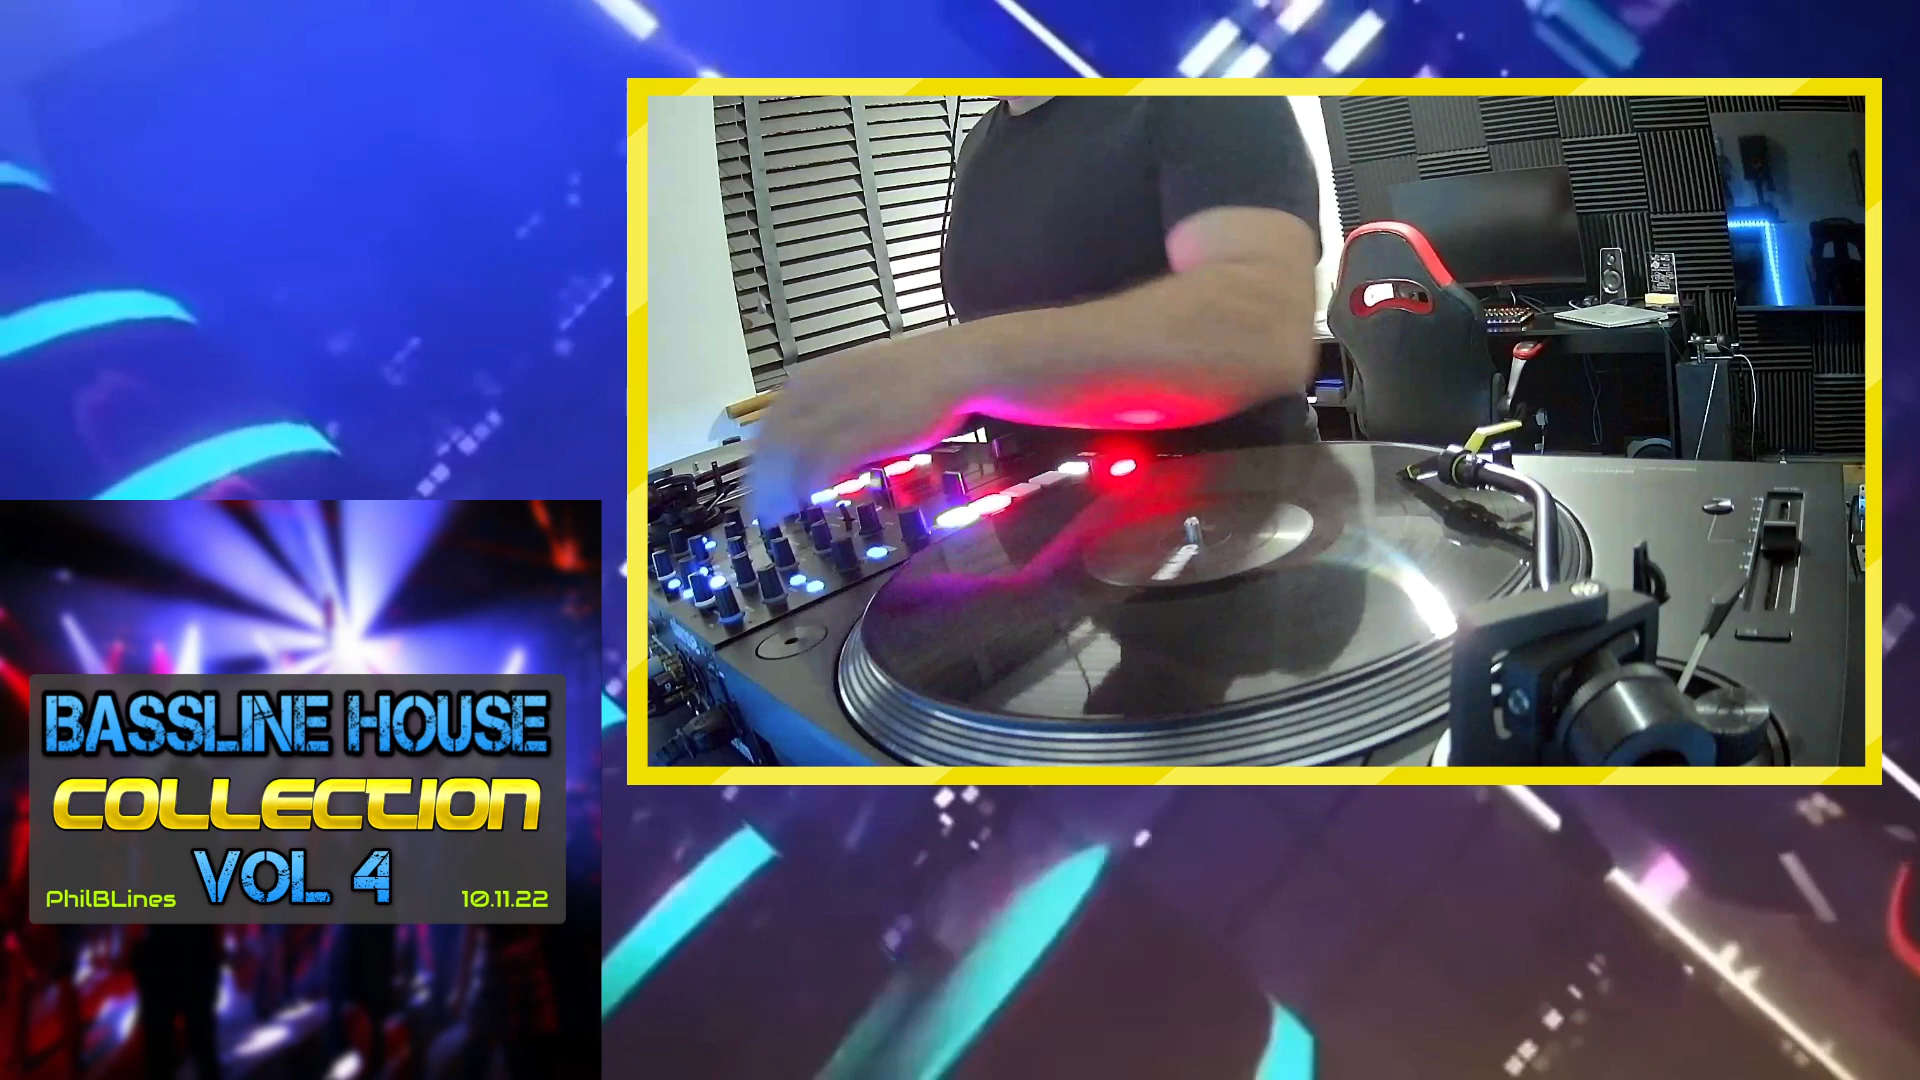 BASSLINE HOUSE
COLLECTION
VOL 4
PhilBLines
10.11.22